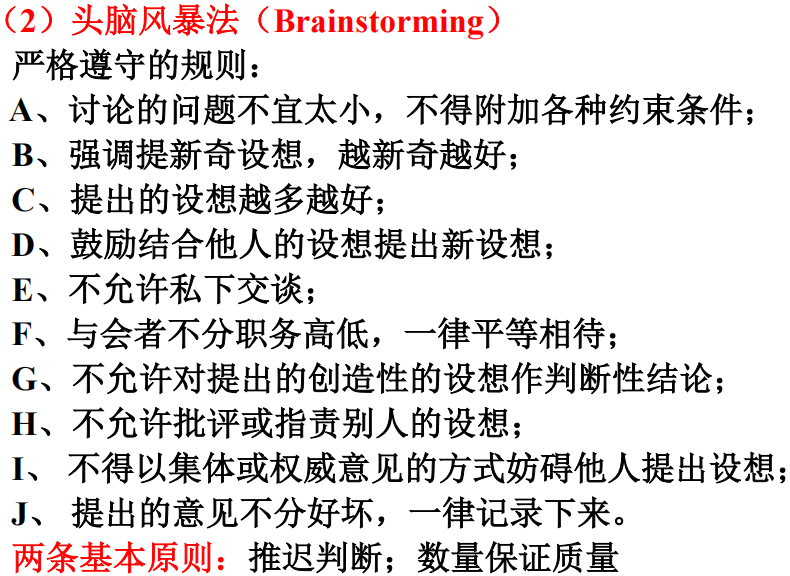 （2）头脑风暴法（Brainstorming）
严格遵守的规则：
A、讨论的问题不宜太小，不得附加各种约束条件；
B、强调提新奇设想，越新奇越好；
C、提出的设想越多越好；
D、鼓励结合他人的设想提出新设想；
E、不允许私下交谈；
F、与会者不分职务高低，一律平等相待；
G、不允许对提出的创造性的设想作判断性结论；
H、不允许批评或指责别人的设想；
I、 不得以集体或权威意见的方式妨碍他人提出设想；
J、 提出的意见不分好坏，一律记录下来。
两条基本原则：推迟判断；数量保证质量